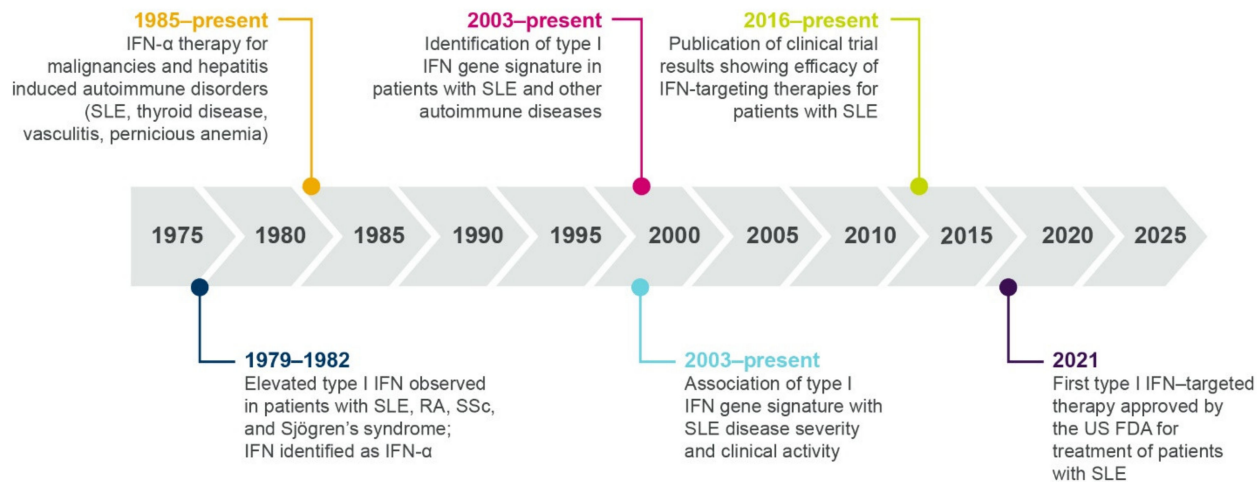 1985–present
IFN-α therapy for
malignancies and hepatitis
induced autoimmune disorders
(SLE, thyroid disease,
vasculitis, pernicious anemia)
2003–present
Identification of type I
IFN gene signature in
patients with SLE and other
autoimmune diseases
2016–present
Publication of clinical trial
results showing efficacy of
IFN-targeting therapies for
patients with SLE
1975 1980 1985 1990 1995 2000 2005 2010 2015 2020 2025
1979–1982
Elevated type I IFN observed
in patients with SLE, RA, SSc,
and Sjögren’s syndrome;
IFN identified as IFN-α
2003–present
Association of type I
IFN gene signature with
SLE disease severity
and clinical activity
2021
First type I IFN–targeted
therapy approved by
the US FDA for
treatment of patients
with SLE